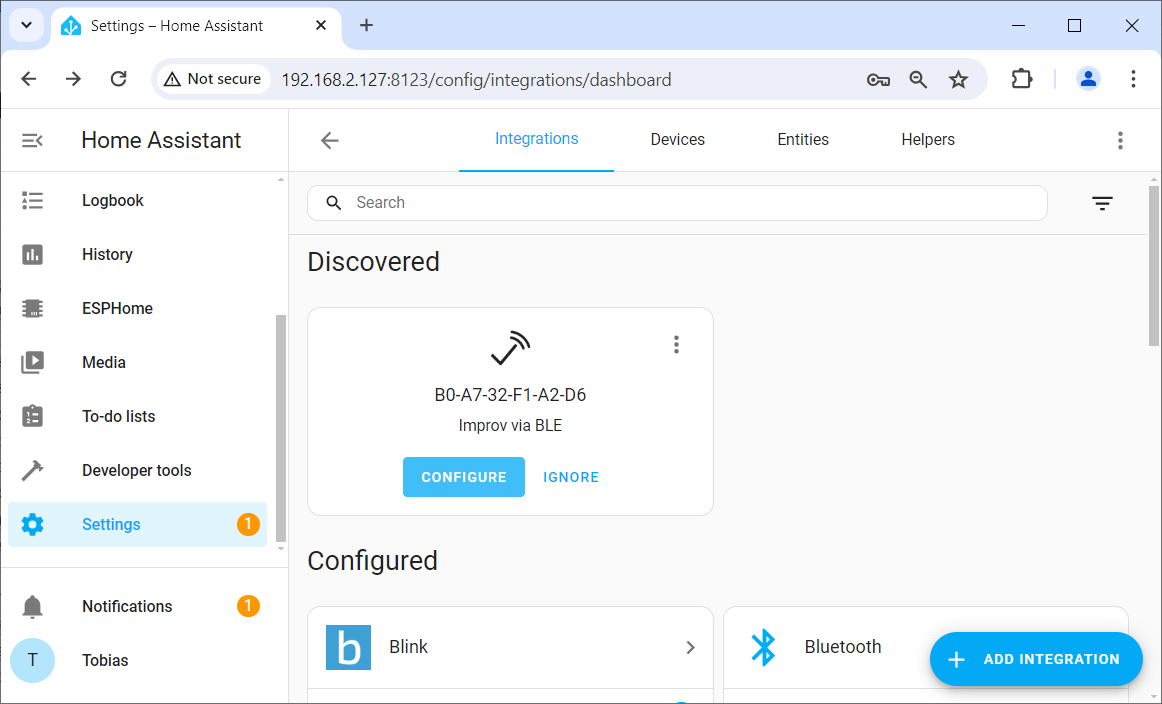 Settings – Home Assistant
Not secure
192.168.2.127:8123/config/integrations/dashboard
Home Assistant
Integrations
Devices
Entities
Helpers
Logbook
History
ESPHome
Media
To-do lists
Developer tools
Settings
1
Notifications
1
T
Tobias
Search
Discovered
B0-A7-32-F1-A2-D6
Improv via BLE
CONFIGURE
IGNORE
Configured
b
Blink
Bluetooth
ADD INTEGRATION